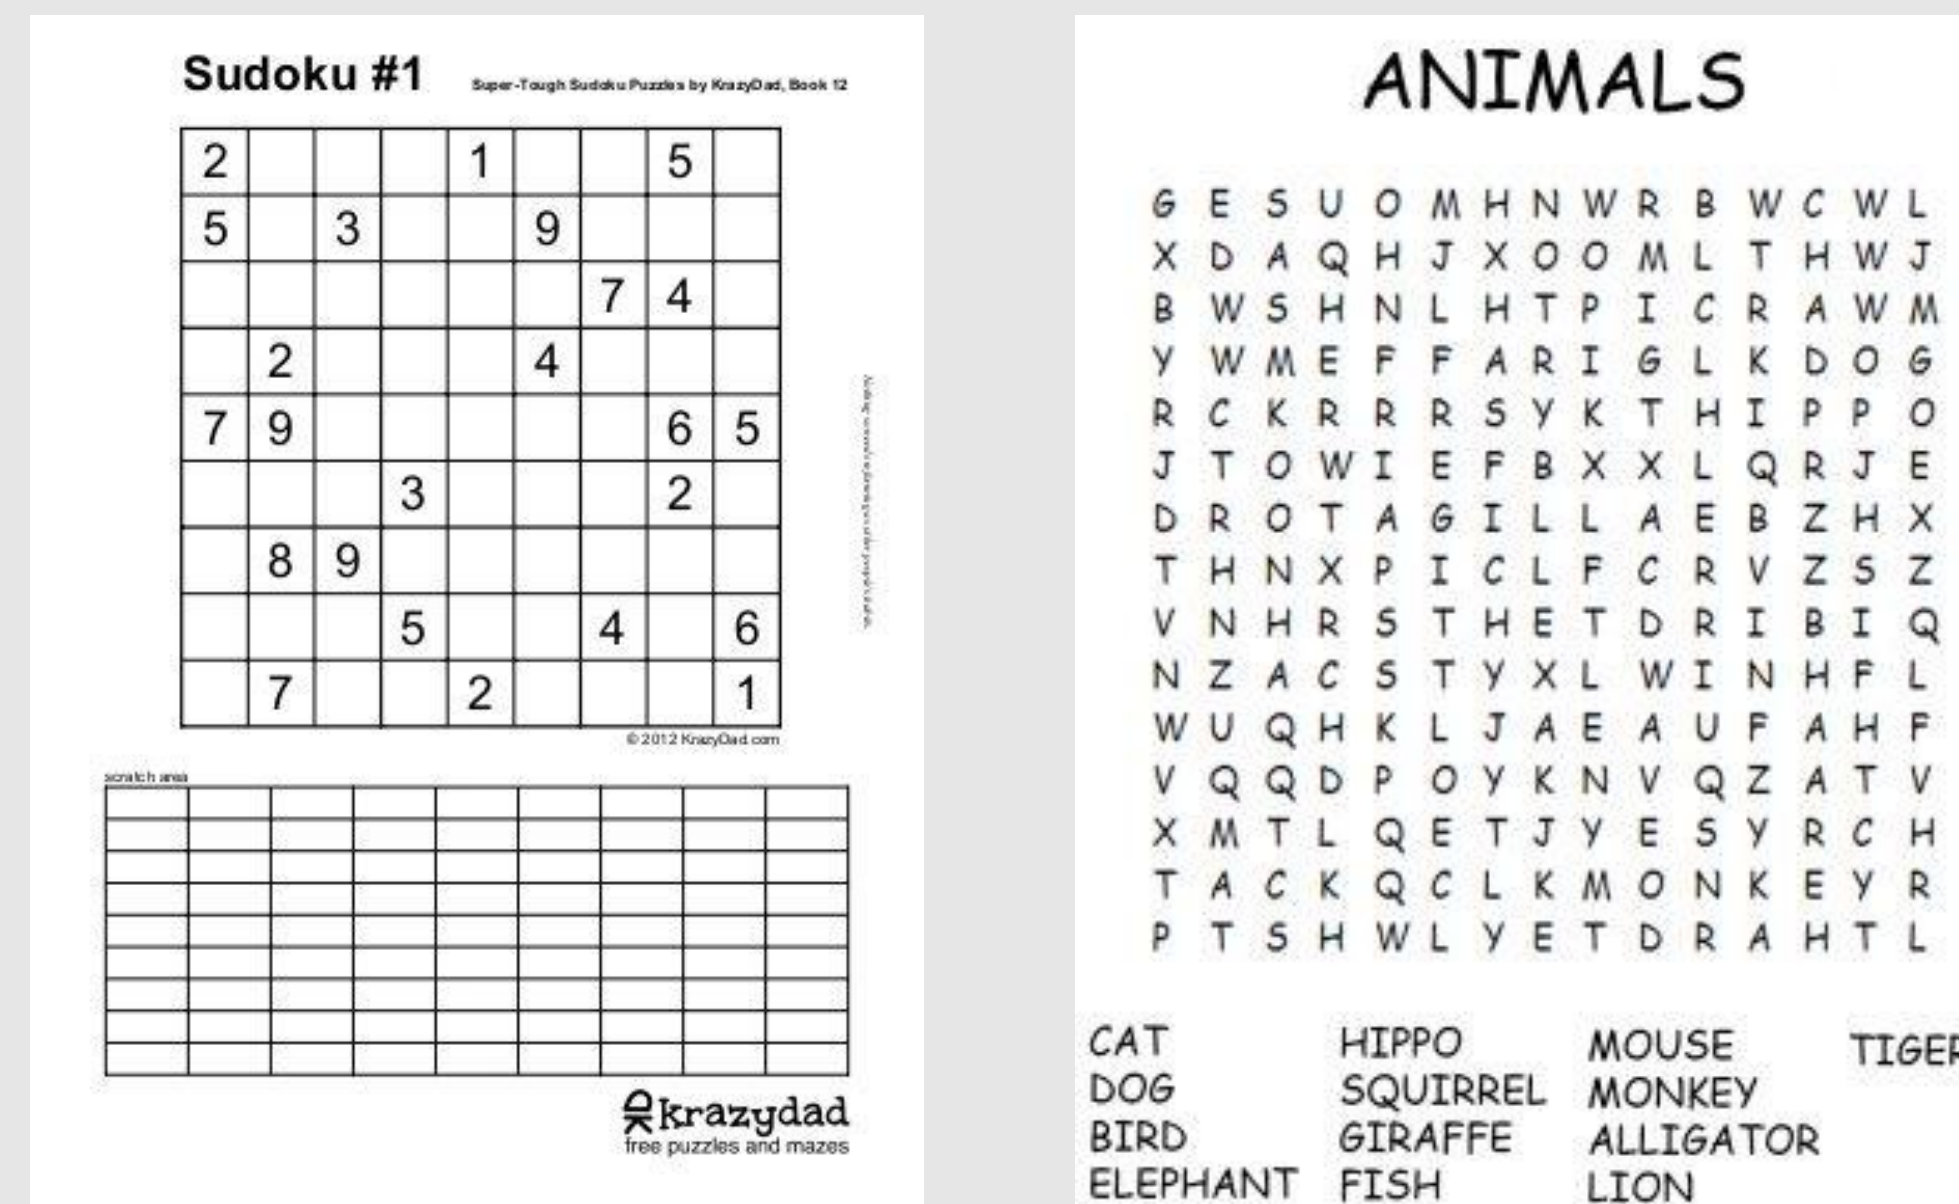 Sudoku #1
Super-Tough Sudoku Puzzles by KrazyDad, Book 12
2 1 5
5 3 9
7 4
2 4
7 9 6 5
3 2
8 9
5 4 6
7 2 1
© 2012 KrazyDad.com
scratch area
krazydad
free puzzles and mazes
ANIMALS
G E S U O M H N W R B W C W L
X D A Q H J X O O M L T H W J
B W S H N L H T P I C R A W M
Y W M E F F A R I G L K D O G
R C K R R R S Y K T H I P P O
J T O W I E F B X X L Q R J E
D R O T A G I L L A E B Z H X
T H N X P I C L F C R V Z S Z
V N H R S T H E T D R I B I Q
N Z A C S T Y X L W I N H F L
W U Q H K L J A E A U F A H F
V Q Q D P O Y K N V Q Z A T V
X M T L Q E T J Y E S Y R C H
T A C K Q C L K M O N K E Y R
P T S H W L Y E T D R A H T L
CAT HIPPO MOUSE TIGER
DOG SQUIRREL MONKEY
BIRD GIRAFFE ALLIGATOR
ELEPHANT FISH LION